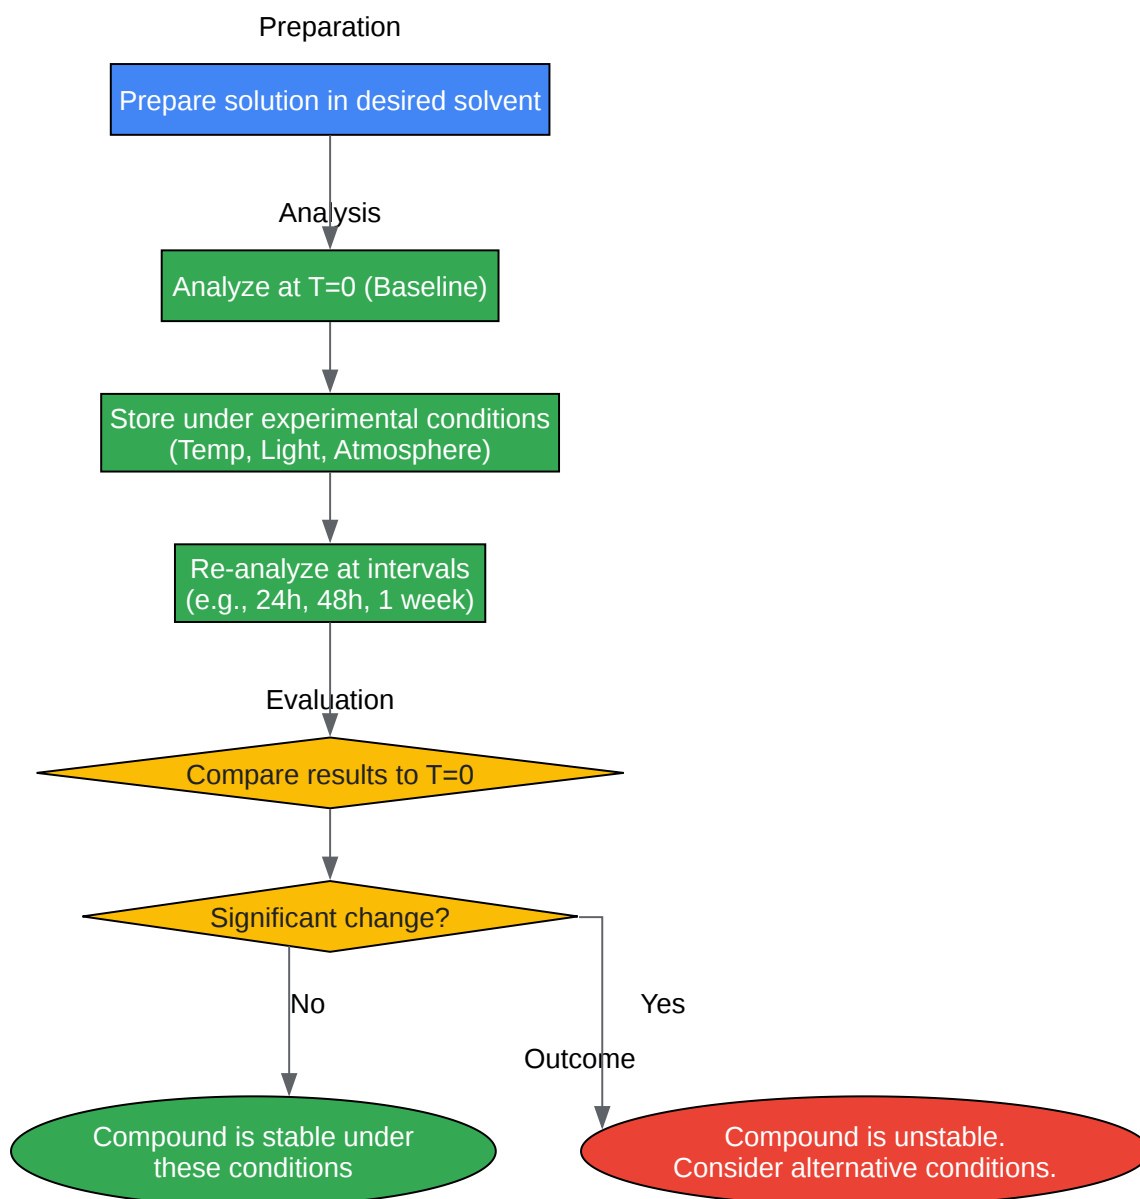 Preparation
Prepare solution in desired solvent
Analysis
Analyze at T=0 (Baseline)
Store under experimental conditions
(Temp, Light, Atmosphere)
Re-analyze at intervals
(e.g., 24h, 48h, 1 week)
Evaluation
Compare results to T=0
Significant change?
No
Yes
Outcome
Compound is stable under
these conditions
Compound is unstable.
Consider alternative conditions.